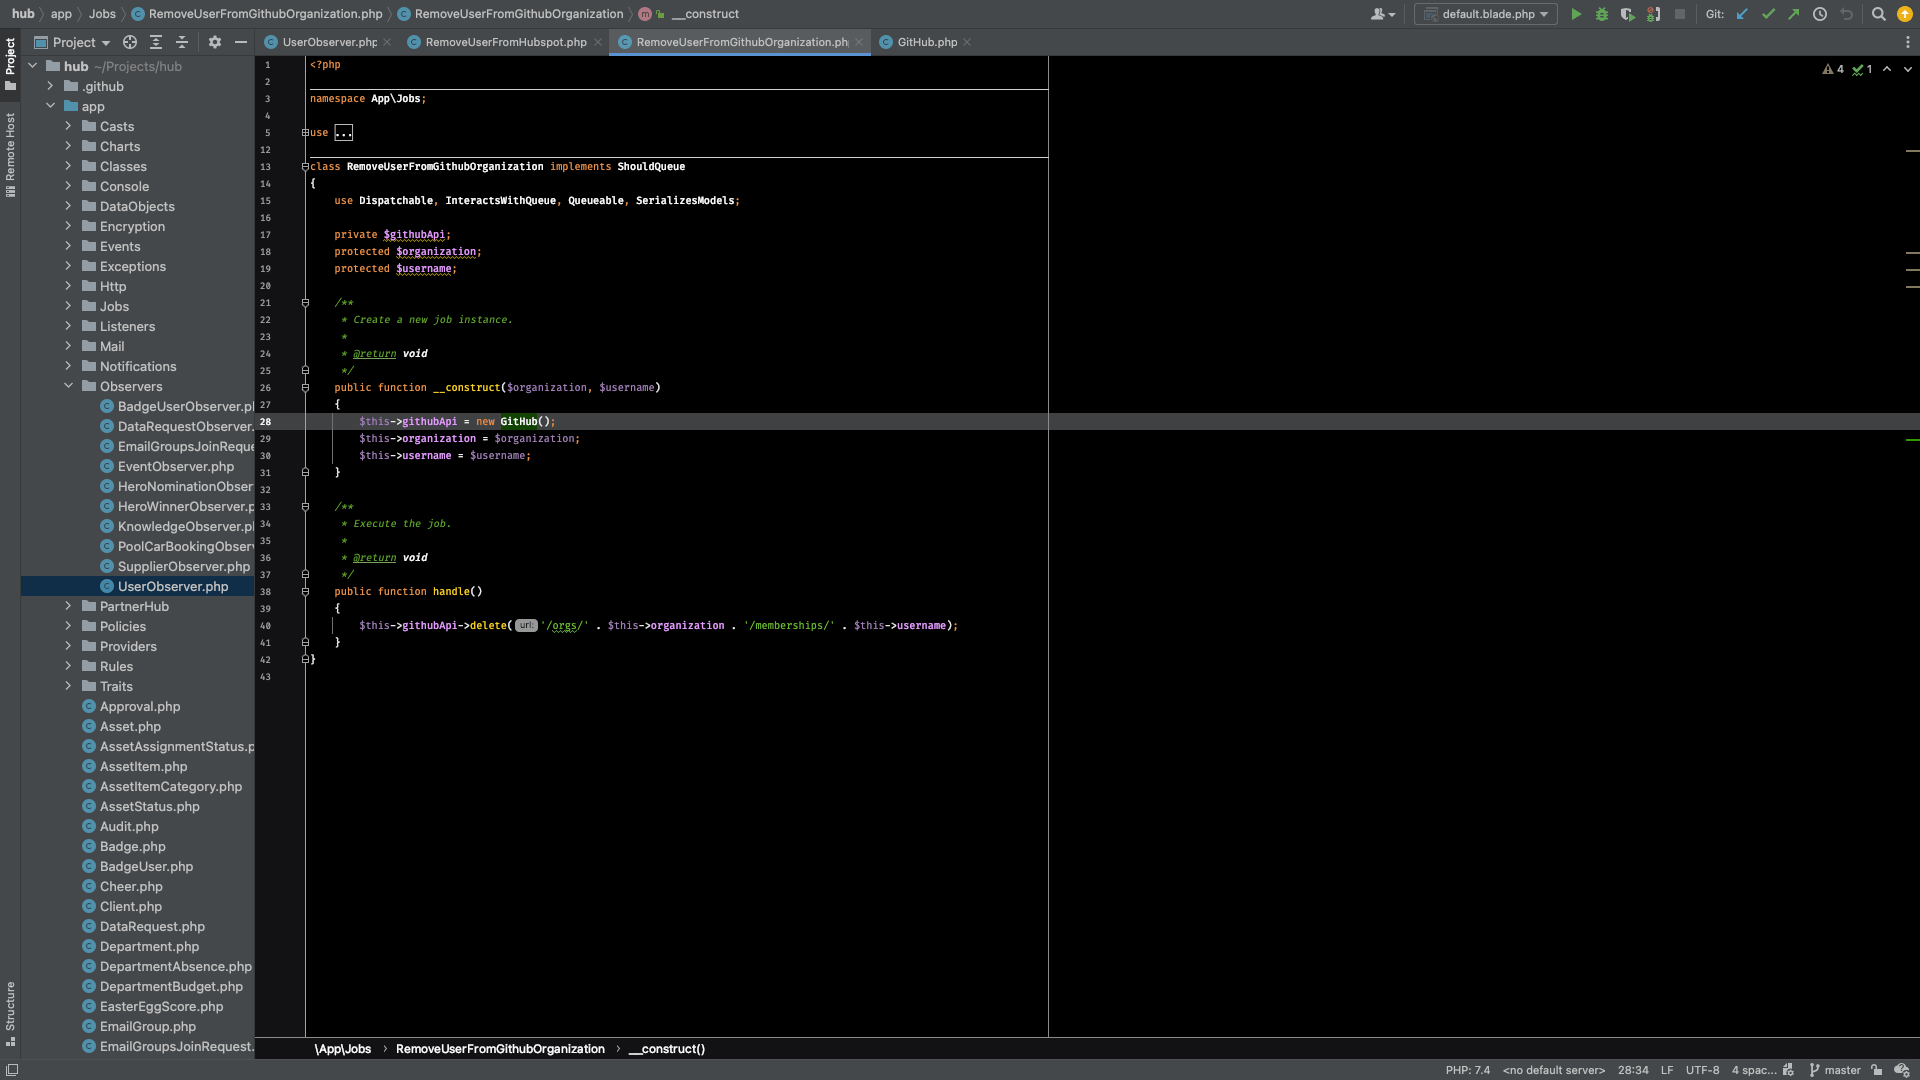 hub app Jobs RemoveUserFromGithubOrganization.php RemoveUserFromGithubOrganization m __construct
default.blade.php Git:
Project
UserObserver.php RemoveUserFromHubspot.php RemoveUserFromGithubOrganization.ph GitHub.php
Project
Remote Host
Structure
hub ~/Projects/hub
.github
app
Casts
Charts
Classes
Console
DataObjects
Encryption
Events
Exceptions
Http
Jobs
Listeners
Mail
Notifications
Observers
BadgeUserObserver.p
DataRequestObserver.
EmailGroupsJoinReque
EventObserver.php
HeroNominationObser
HeroWinnerObserver.p
KnowledgeObserver.p
PoolCarBookingObserv
SupplierObserver.php
UserObserver.php
PartnerHub
Policies
Providers
Rules
Traits
Approval.php
Asset.php
AssetAssignmentStatus.p
AssetItem.php
AssetItemCategory.php
AssetStatus.php
Audit.php
Badge.php
BadgeUser.php
Cheer.php
Client.php
DataRequest.php
Department.php
DepartmentAbsence.php
DepartmentBudget.php
EasterEggScore.php
EmailGroup.php
EmailGroupsJoinRequest.
4 1
1 <?php
2
3 namespace App\Jobs;
4
5 use ...
12
13 class RemoveUserFromGithubOrganization implements ShouldQueue
14 {
15 use Dispatchable, InteractsWithQueue, Queueable, SerializesModels;
16
17 private $githubApi;
18 protected $organization;
19 protected $username;
20
21 /**
22 * Create a new job instance.
23 *
24 * @return void
25 */
26 public function __construct($organization, $username)
27 {
28 $this->githubApi = new GitHub();
29 $this->organization = $organization;
30 $this->username = $username;
31 }
32
33 /**
34 * Execute the job.
35 *
36 * @return void
37 */
38 public function handle()
39 {
40 $this->githubApi->delete( url: '/orgs/' . $this->organization . '/memberships/' . $this->username);
41 }
42 }
43
\App\Jobs › RemoveUserFromGithubOrganization › __construct()
PHP: 7.4 <no default server> 28:34 LF UTF-8 4 spac... master